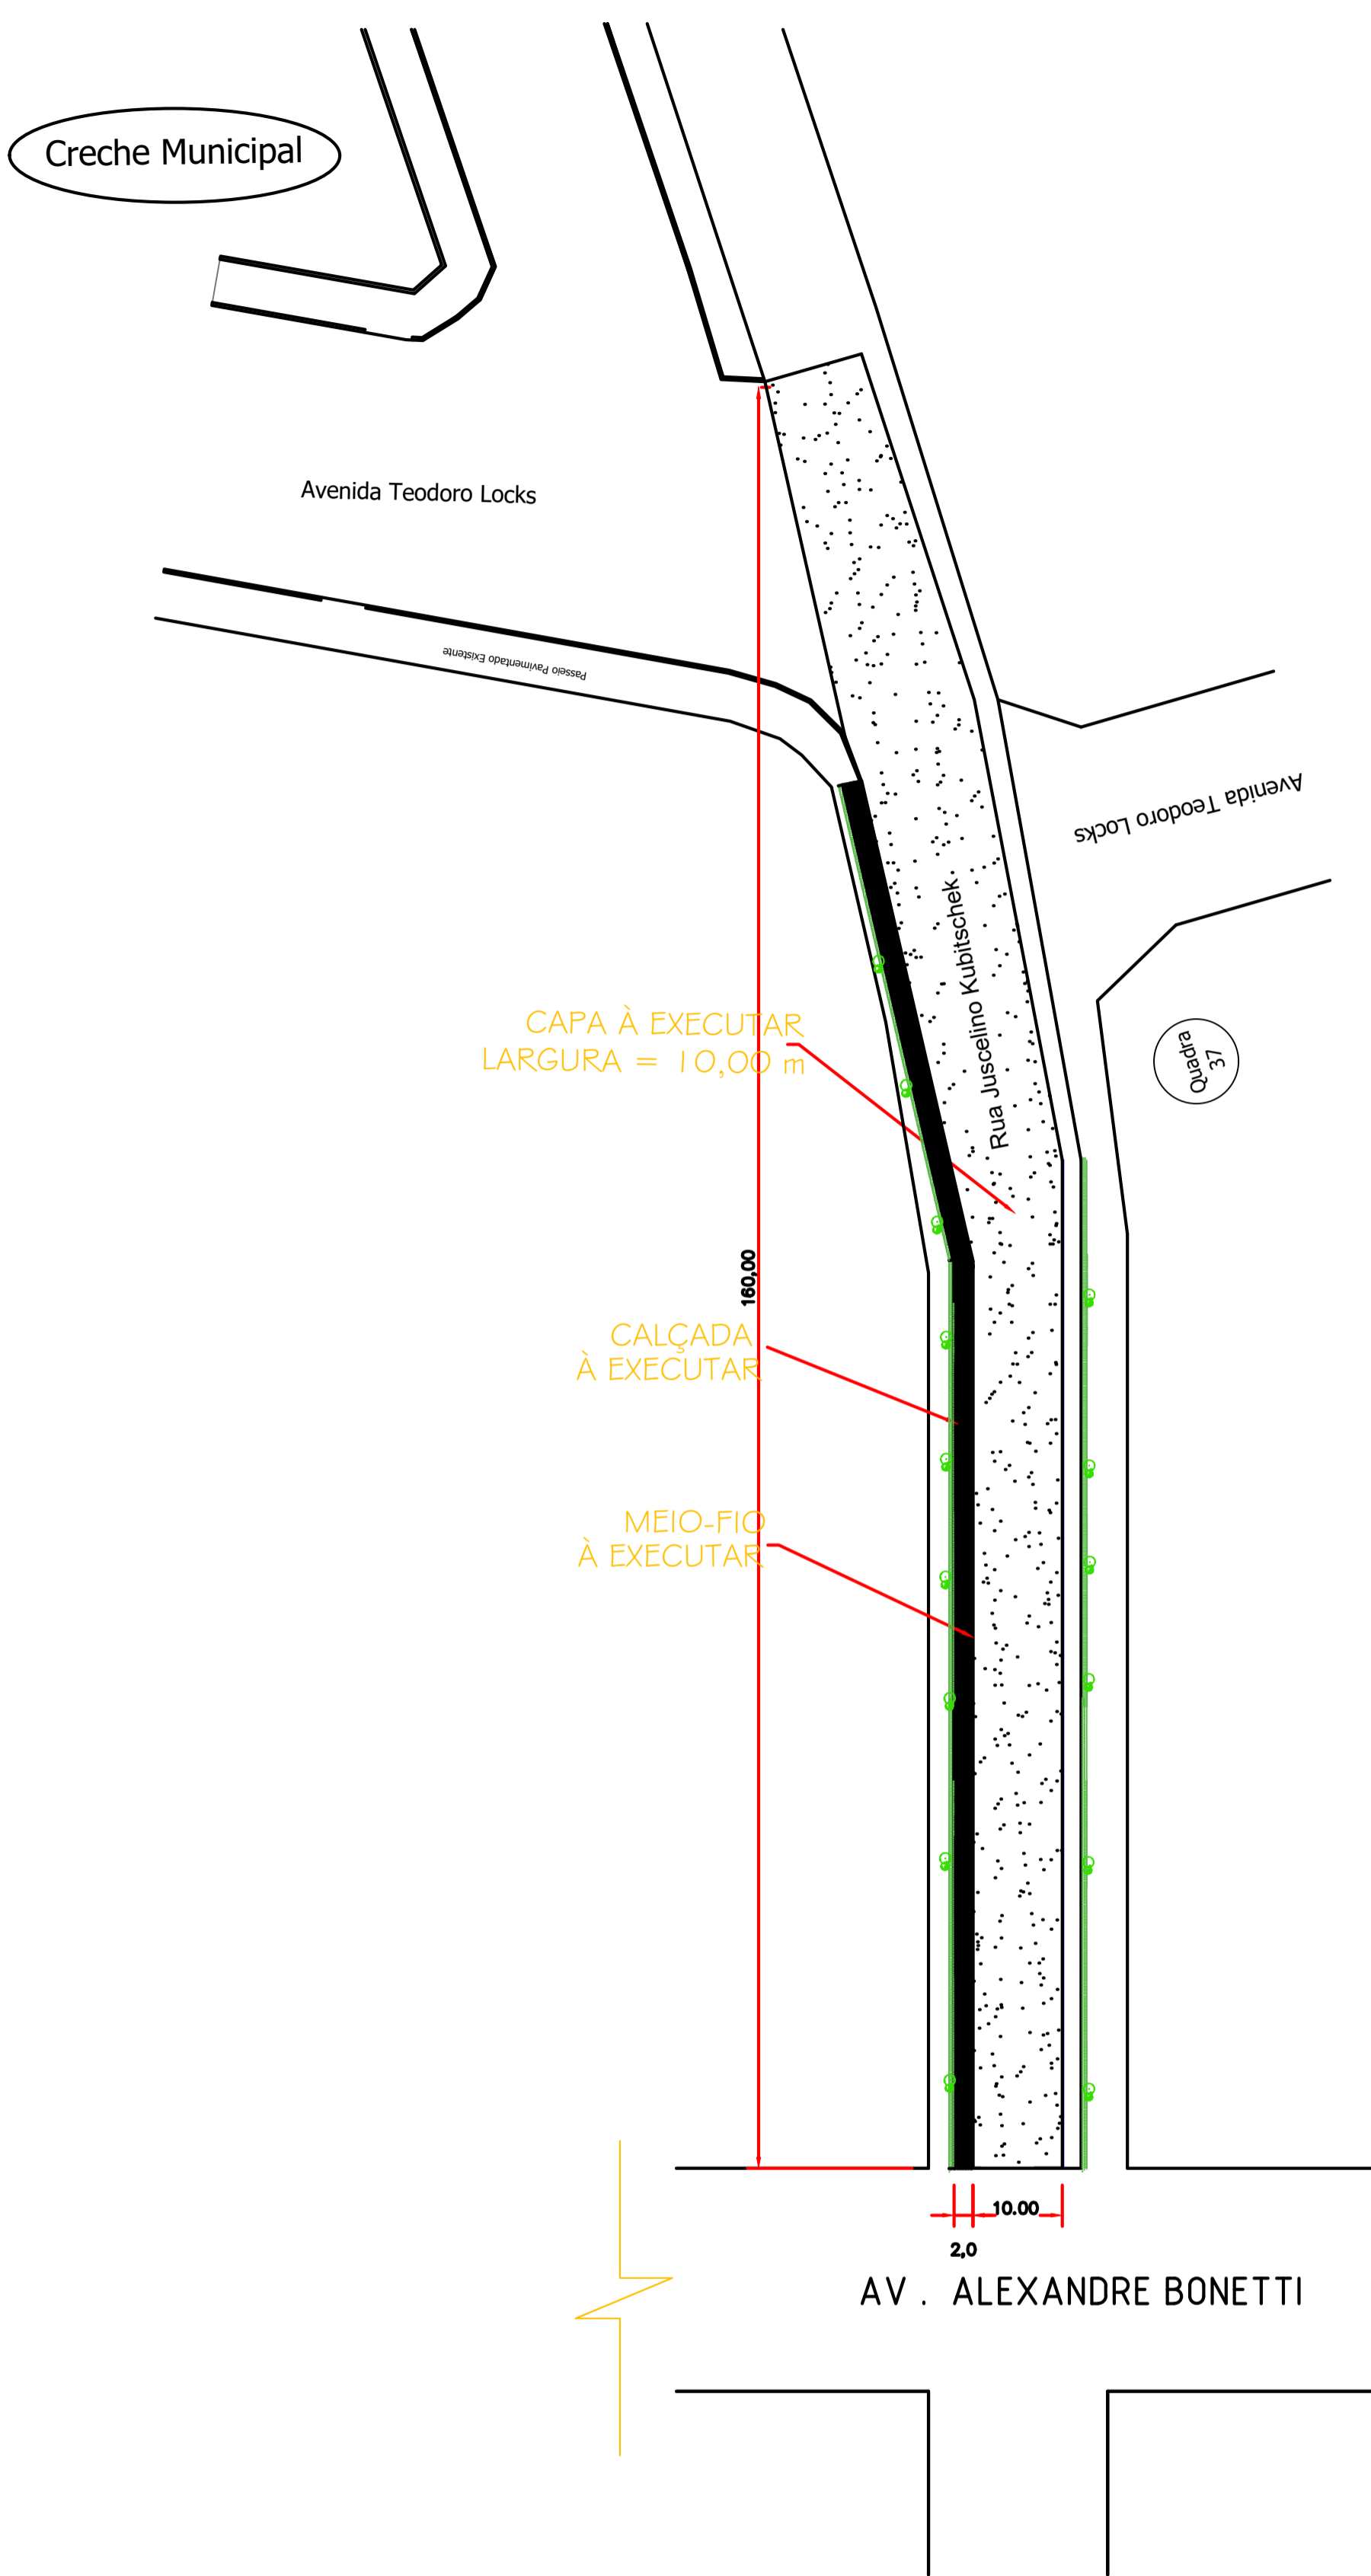 Creche Municipal
Avenida Teodoro Locks
Passeio Pavimentado Existente
Avenida Teodoro Locks
Rua Juscelino Kubitschek
CAPA À EXECUTAR
LARGURA = 10,00 m
Quadra
37
160,00
CALÇADA
À EXECUTAR
MEIO-FIO
À EXECUTAR
10.00
2,0
AV. ALEXANDRE BONETTI